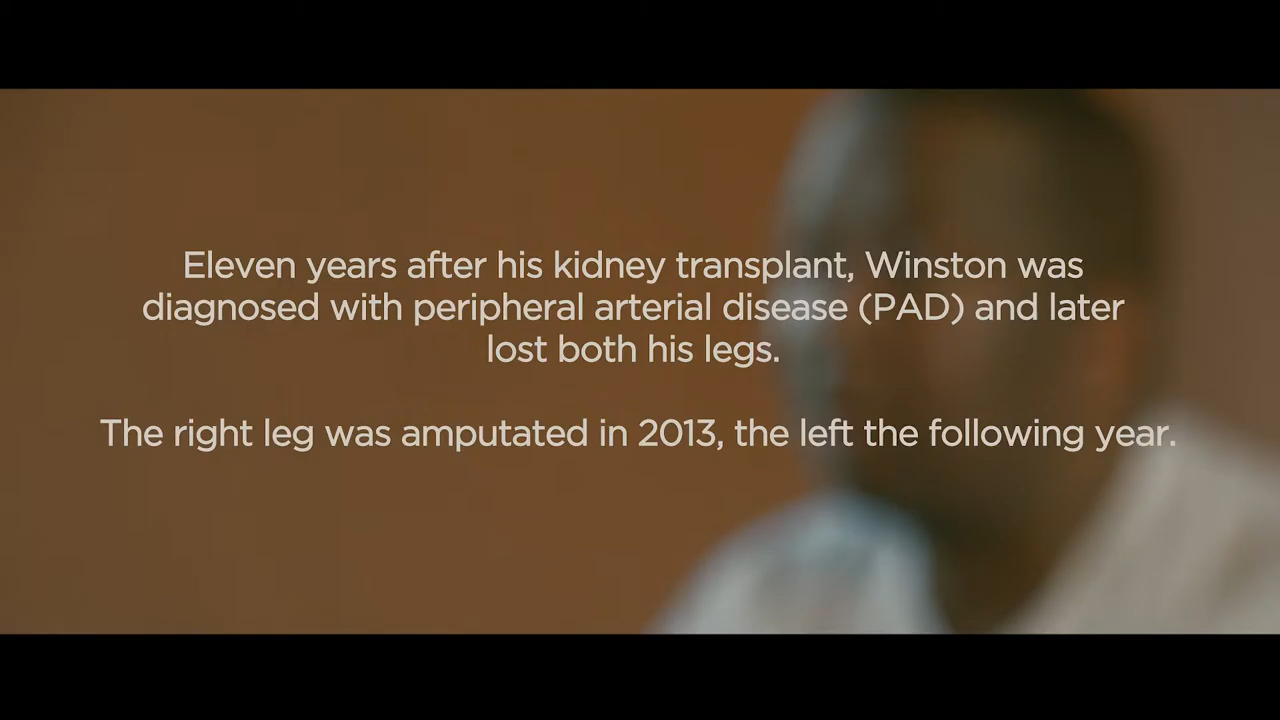 Eleven years after his kidney transplant, Winston was
diagnosed with peripheral arterial disease (PAD) and later
lost both his legs.
The right leg was amputated in 2013, the left the following year.